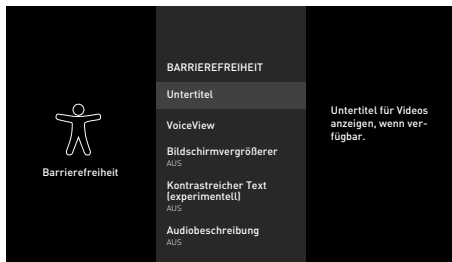 Barrierefreiheit
BARRIEREFREIHEIT
Untertitel
VoiceView
Bildschirmvergrößerer
AUS
Kontrastreicher Text
(experimentell)
AUS
Audiobeschreibung
AUS
Untertitel für Videos
anzeigen, wenn ver-
fügbar.